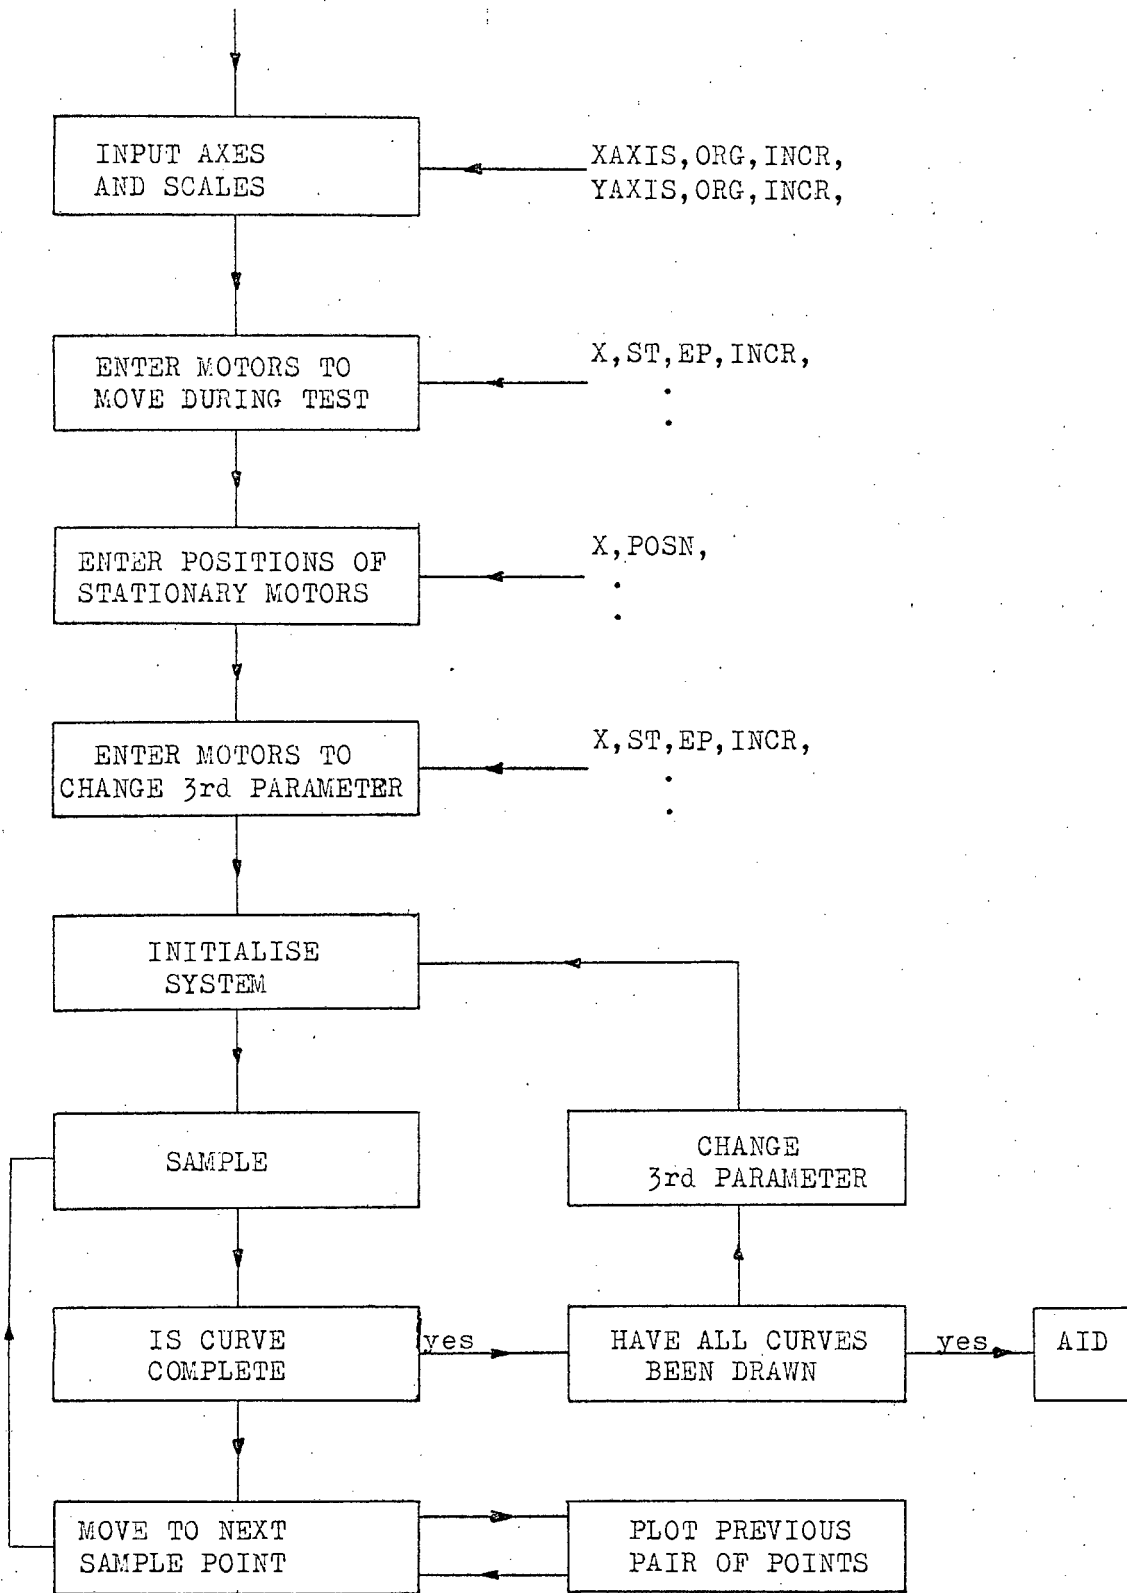 INPUT AXES
AND SCALES
XAXIS,ORG,INCR,
YAXIS,ORG,INCR,
ENTER MOTORS TO
MOVE DURING TEST
X,ST,EP,INCR,
ENTER POSITIONS OF
STATIONARY MOTORS
X,POSN,
ENTER MOTORS TO
CHANGE 3rd PARAMETER
X,ST,EP,INCR,
INITIALISE
SYSTEM
SAMPLE
CHANGE
3rd PARAMETER
IS CURVE
COMPLETE
yes
HAVE ALL CURVES
BEEN DRAWN
yes
AID
MOVE TO NEXT
SAMPLE POINT
PLOT PREVIOUS
PAIR OF POINTS